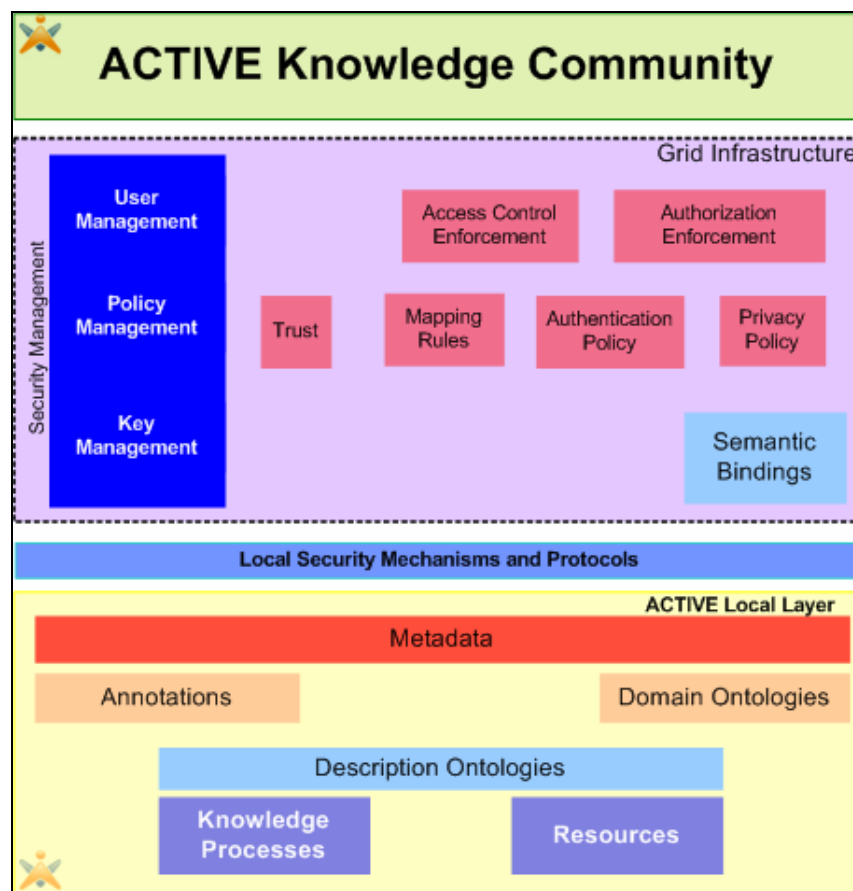 ACTIVE Knowledge Community
Grid Infrastructure
Security Management
User
Management
Access Control
Enforcement
Authorization
Enforcement
Policy
Management
Trust
Mapping
Rules
Authentication
Policy
Privacy
Policy
Key
Management
Semantic
Bindings
Local Security Mechanisms and Protocols
ACTIVE Local Layer
Metadata
Annotations
Domain Ontologies
Description Ontologies
Knowledge
Processes
Resources